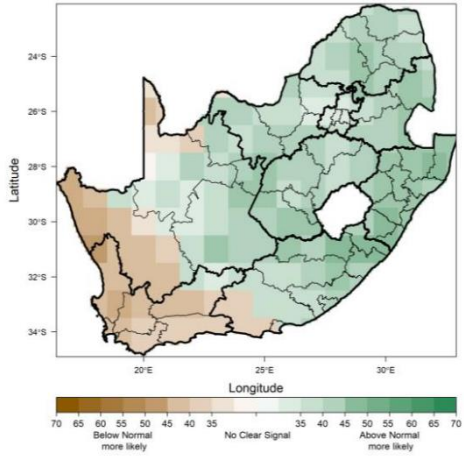 24°S
26°S
28°S
30°S
32°S
34°S
Latitude
20°E 25°E 30°E
Longitude
70 65 60 55 50 45 40 35 35 40 45 50 55 60 65 70
Below Normal No Clear Signal Above Normal
more likely more likely